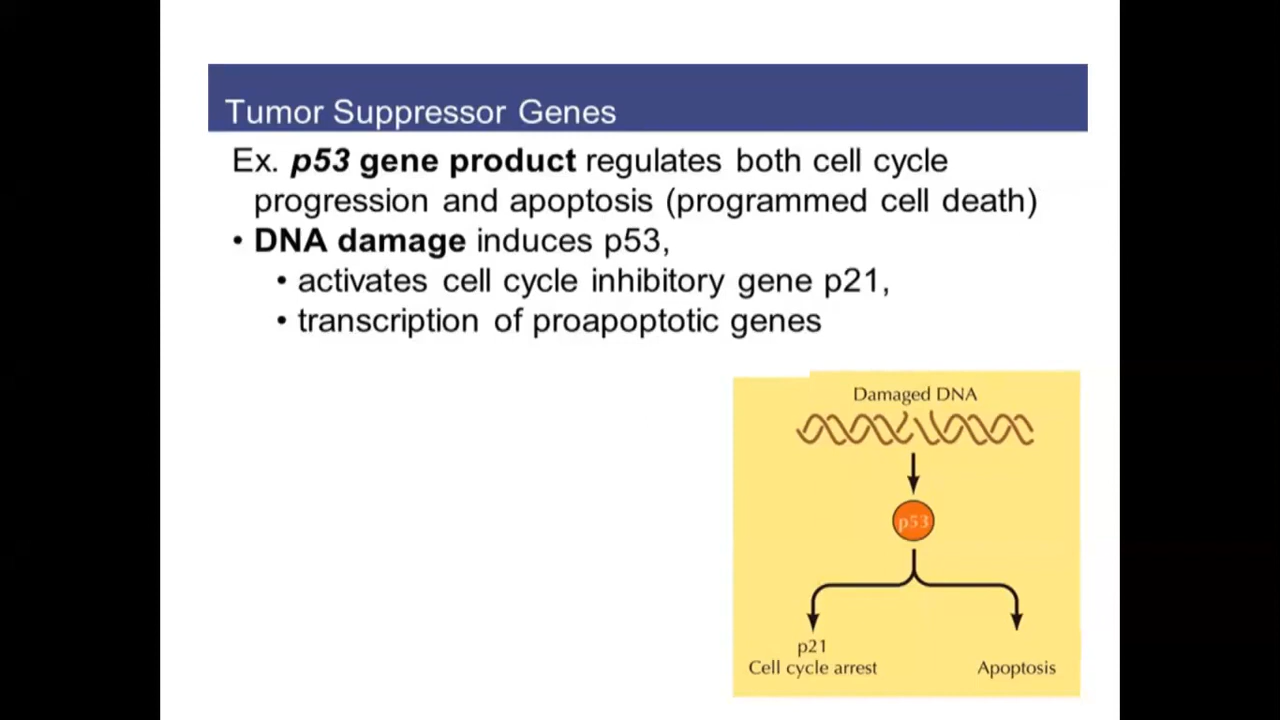 Tumor Suppressor Genes
Ex. p53 gene product regulates both cell cycle
progression and apoptosis (programmed cell death)
• DNA damage induces p53,
• activates cell cycle inhibitory gene p21,
• transcription of proapoptotic genes
Damaged DNA
p53
p21
Cell cycle arrest
Apoptosis